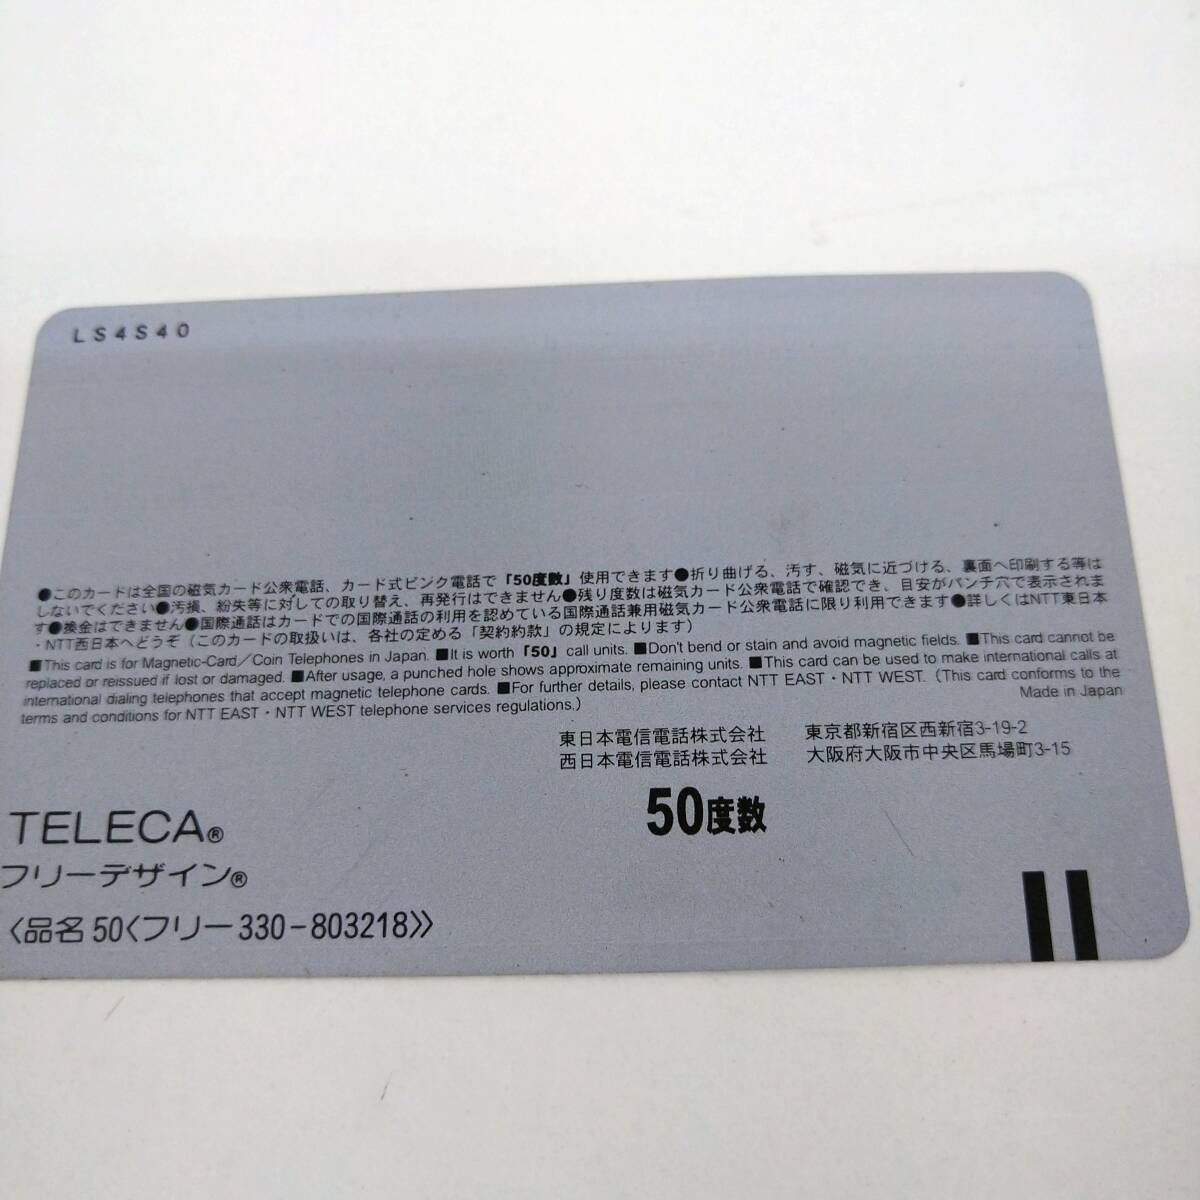 LS4S40
●このカードは全国の磁気カード公衆電話、カード式ピンク電話で「50度数」使用できます●折り曲げる、汚す、磁気に近づける、裏面へ印刷する等は
しないでください●汚損、紛失等に対しての取り替え、再発行はできません●残り度数は磁気カード公衆電話で確認でき、目安がパンチ穴で表示されま
す●換金はできません●国際通話はカードでの国際通話の利用を認めている国際通話兼用磁気カード公衆電話に限り利用できます●詳しくはNTT東日本
・NTT西日本へどうぞ（このカードの取扱いは、各社の定める「契約約款」の規定によります）
■This card is for Magnetic-Card／Coin Telephones in Japan. ■It is worth「50」call units. ■Don't bend or stain and avoid magnetic fields. ■This card cannot be
replaced or reissued if lost or damaged. ■After usage, a punched hole shows approximate remaining units. ■This card can be used to make international calls at
international dialing telephones that accept magnetic telephone cards. ■For further details, please contact NTT EAST・NTT WEST.（This card conforms to the
terms and conditions for NTT EAST・NTT WEST telephone services regulations.）
Made in Japan
東日本電信電話株式会社 東京都新宿区西新宿3-19-2
西日本電信電話株式会社 大阪府大阪市中央区馬場町3-15
50度数
TELECA®
フリーデザイン®
〈品名 50〈フリー 330-803218〉〉